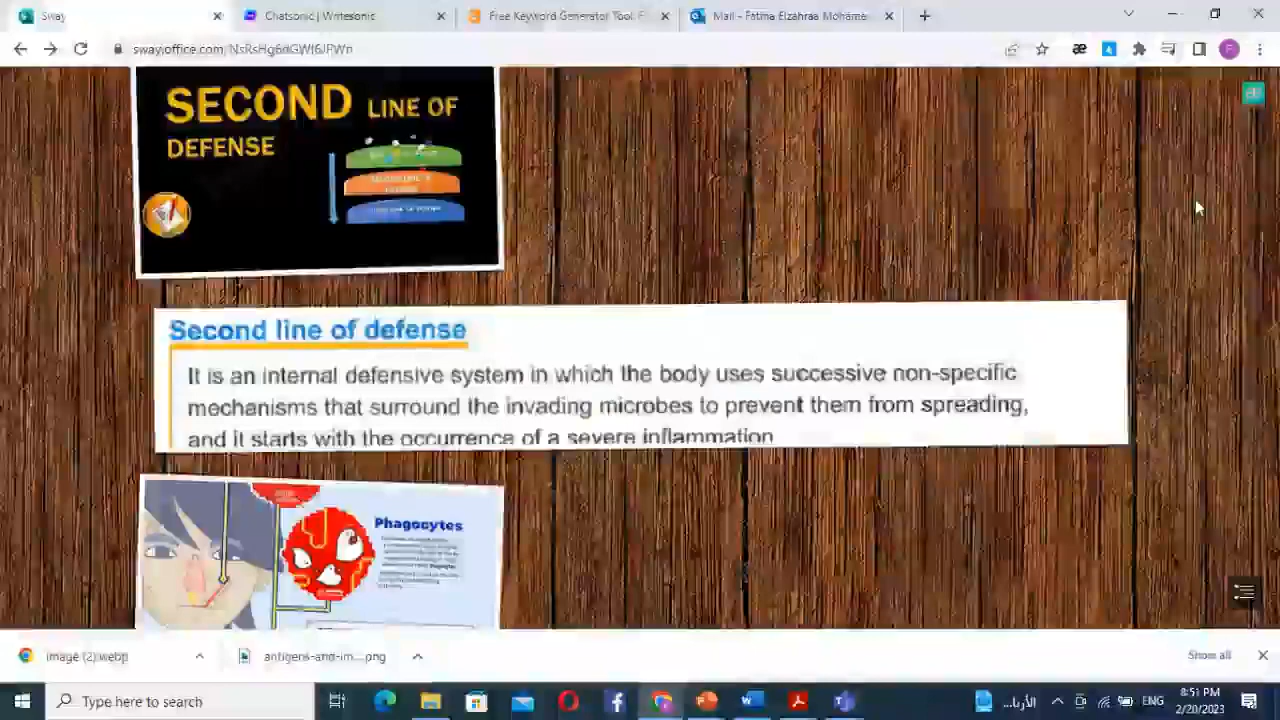 Sway
Chatsonic | Writesonic
Free Keyword Generator Tool: F
Mail - Fatma Elzahraa Mohame
sway.office.com/NsRsHg6dGWf6JPWn
SECOND LINE OF
DEFENSE
Second line of defense
It is an internal defensive system in which the body uses successive non-specific
mechanisms that surround the invading microbes to prevent them from spreading,
and it starts with the occurrence of a severe inflammation
Phagocytes
image (2).webp
antigens-and-im....png
Show all
Type here to search
الأربا...
ENG
8:51 PM
2/20/2023